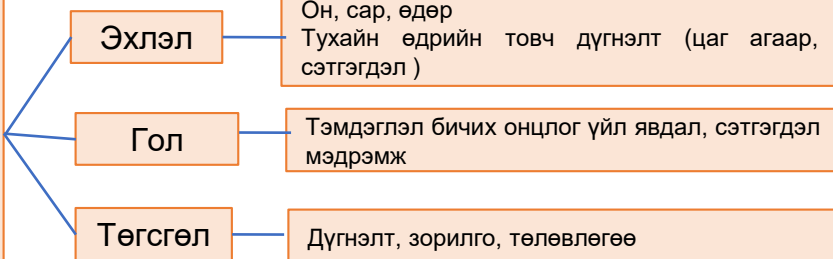 Эхлэл
Он, сар, өдөр
Тухайн өдрийн товч дүгнэлт (цаг агаар,
сэтгэгдэл )
Гол
Тэмдэглэл бичих онцлог үйл явдал, сэтгэгдэл
мэдрэмж
Төгсгөл
Дүгнэлт, зорилго, төлөвлөгөө